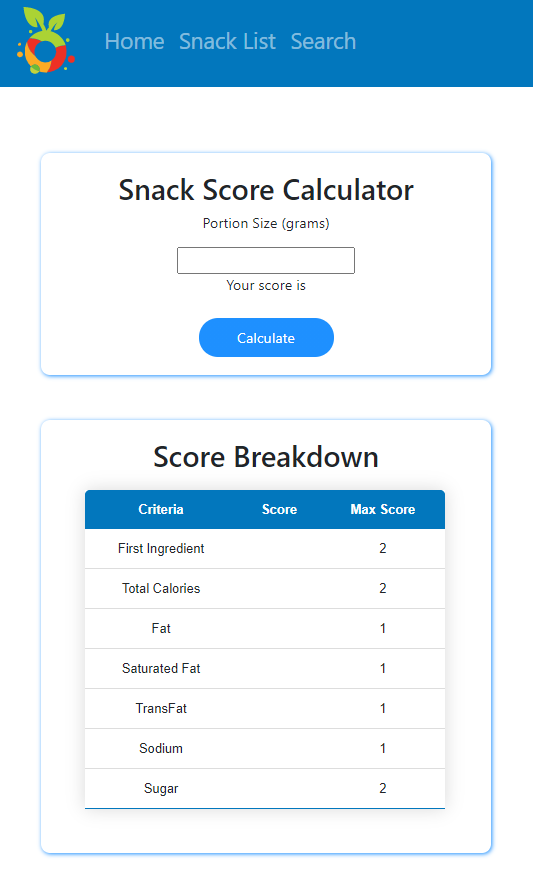 Home Snack List Search
Snack Score Calculator
Portion Size (grams)
Your score is
Calculate
Score Breakdown
Criteria Score Max Score
First Ingredient 2
Total Calories 2
Fat 1
Saturated Fat 1
TransFat 1
Sodium 1
Sugar 2